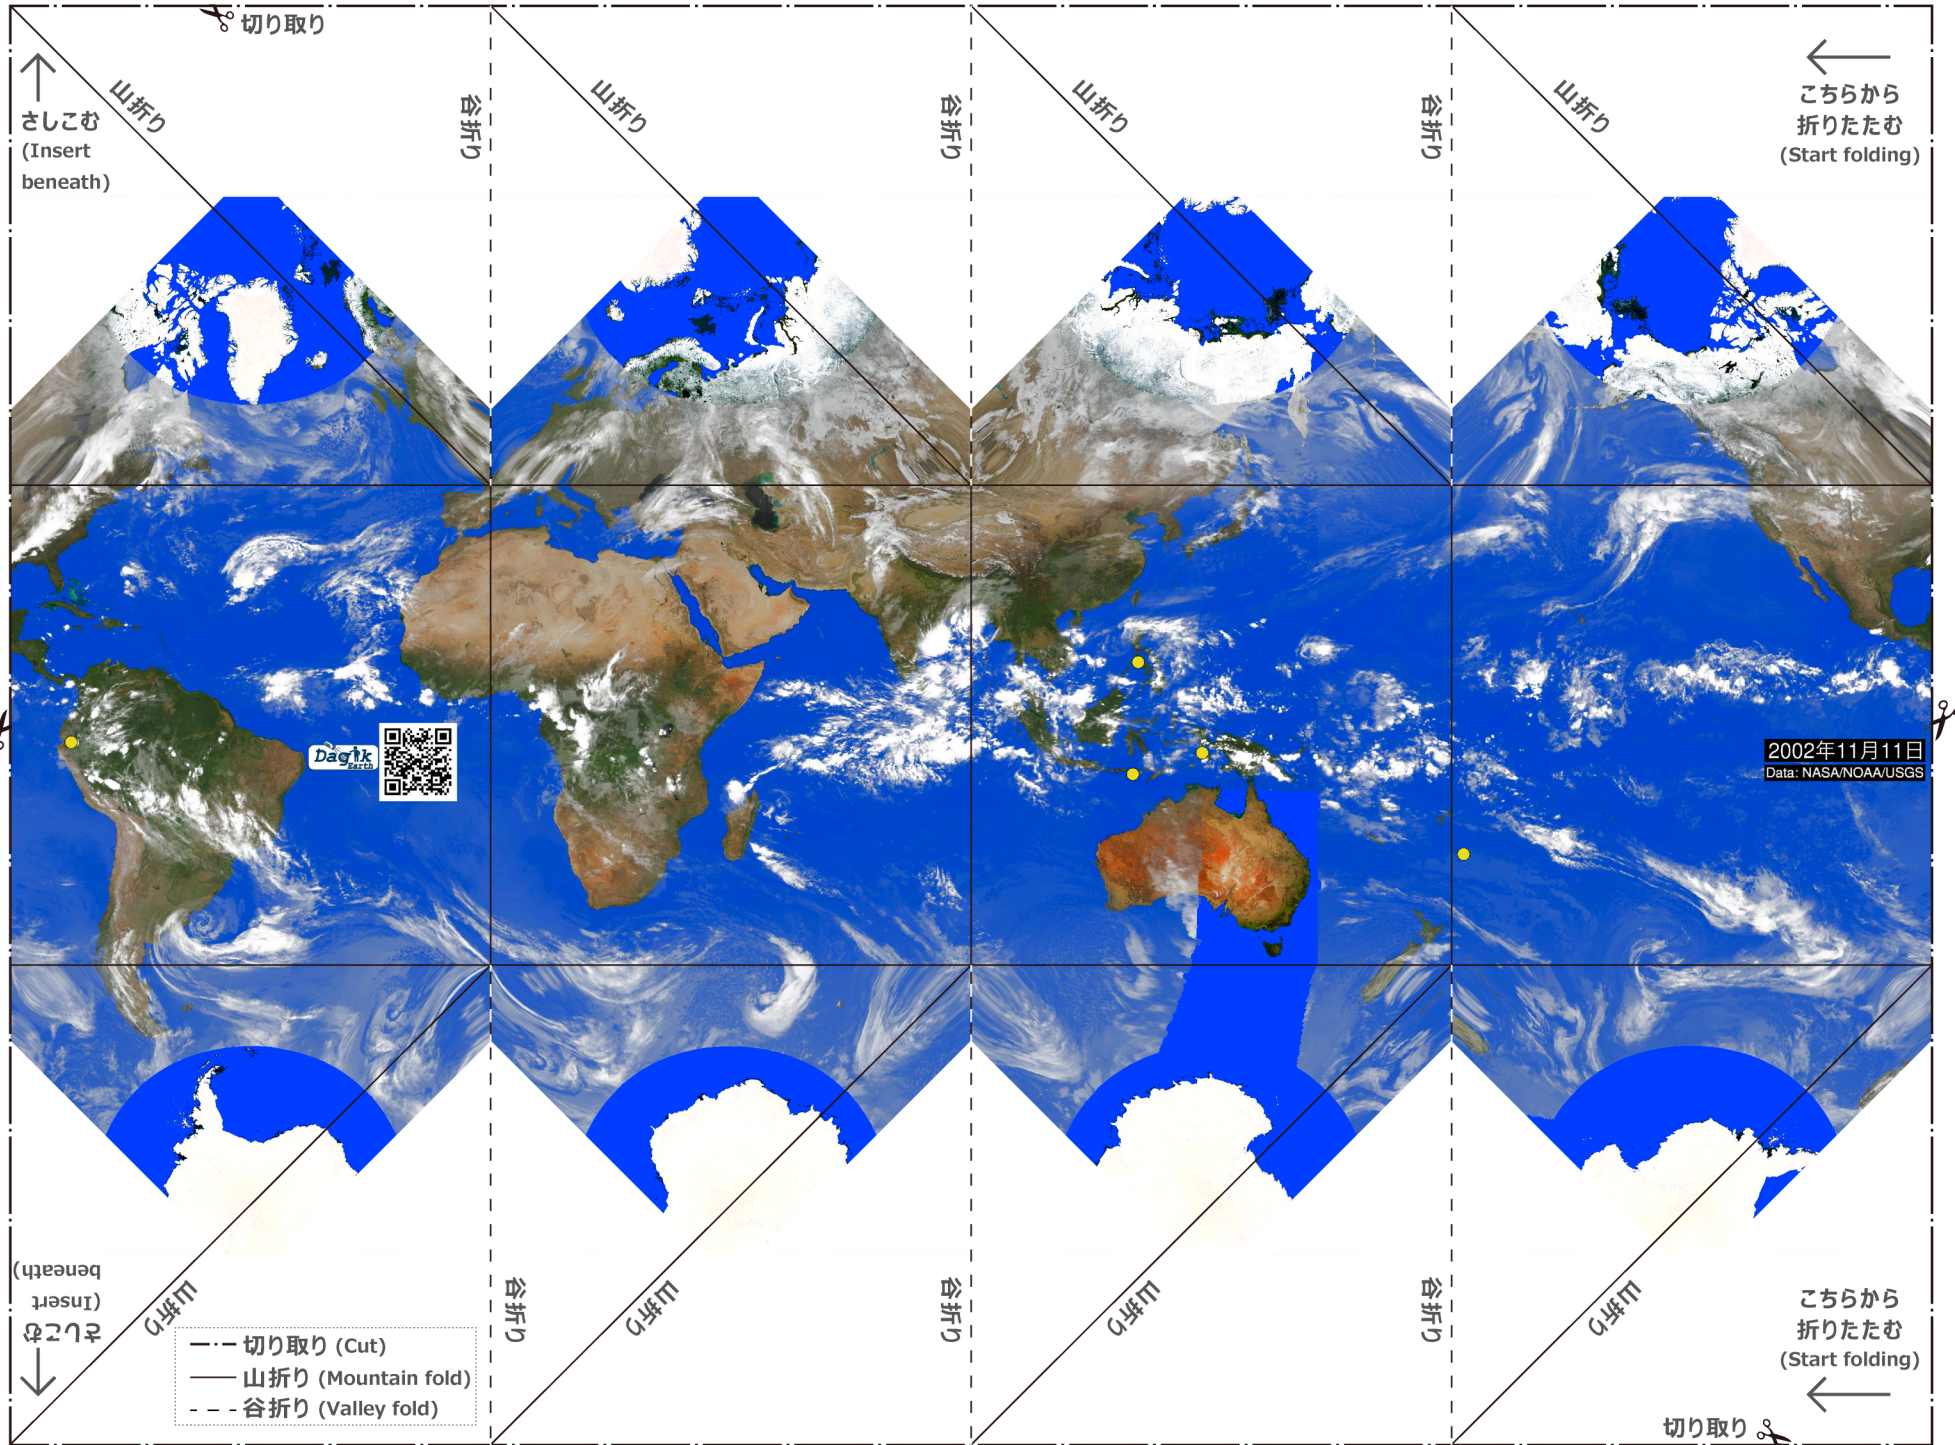 切り取り
さしこむ
(Insert
beneath)
山折り
谷折り
山折り
谷折り
山折り
谷折り
山折り
こちらから
折りたたむ
(Start folding)
Dagik
Earth
2002年11月11日
Data: NASA/NOAA/USGS
さしこむ
(Insert
beneath)
山折り
谷折り
山折り
谷折り
山折り
谷折り
山折り
こちらから
折りたたむ
(Start folding)
切り取り (Cut)
山折り (Mountain fold)
谷折り (Valley fold)
切り取り